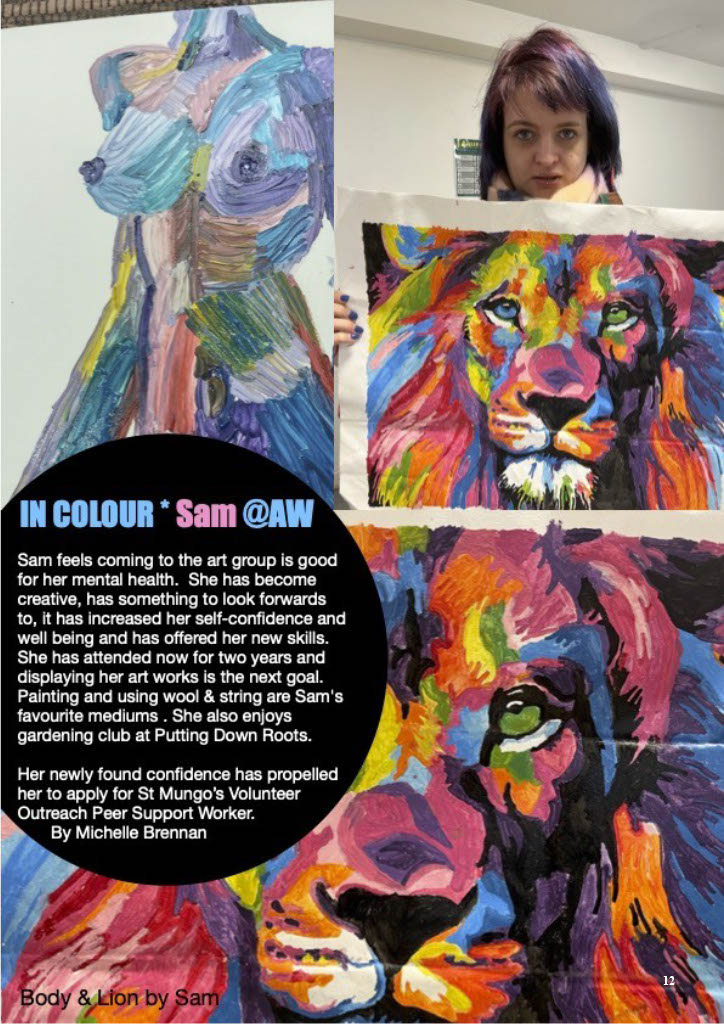 IN COLOUR * Sam @AW
Sam feels coming to the art group is good
for her mental health.  She has become
creative, has something to look forwards
to, it has increased her self-confidence and
well being and has offered her new skills.
She has attended now for two years and
displaying her art works is the next goal.
Painting and using wool & string are Sam's
favourite mediums . She also enjoys
gardening club at Putting Down Roots.
Her newly found confidence has propelled
her to apply for St Mungo’s Volunteer
Outreach Peer Support Worker.
By Michelle Brennan
12
Body & Lion by Sam